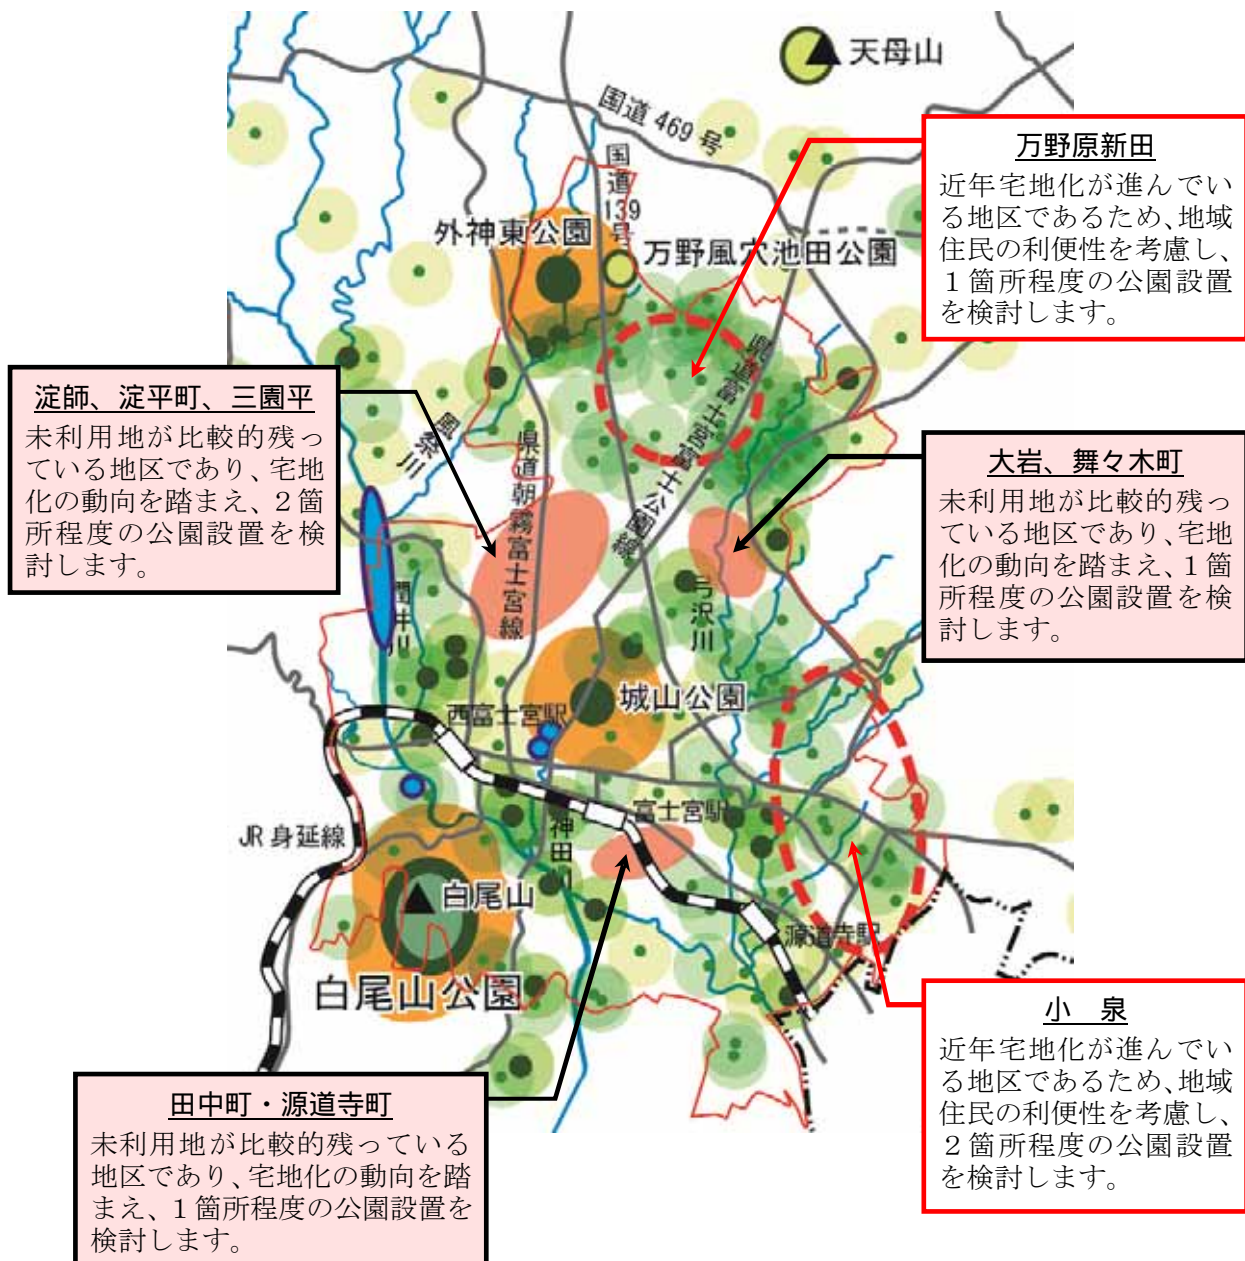 天母山
国道 469 号
国道139号
外神東公園
万野風穴池田公園
万野原新田
近年宅地化が進んでい
る地区であるため、地域
住民の利便性を考慮し、
１箇所程度の公園設置
を検討します。
淀師、淀平町、三園平
未利用地が比較的残っ
ている地区であり、宅地
化の動向を踏まえ、２箇
所程度の公園設置を検
討します。
風祭川
県道朝霧富士宮線
県道富士宮富士公園線
大岩、舞々木町
未利用地が比較的残っ
ている地区であり、宅地
化の動向を踏まえ、１箇
所程度の公園設置を検
討します。
潤井川
弓沢川
城山公園
西富士宮駅
富士宮駅
神田川
JR 身延線
白尾山
白尾山公園
源道寺駅
小　泉
近年宅地化が進んでい
る地区であるため、地域
住民の利便性を考慮し、
２箇所程度の公園設置
を検討します。
田中町・源道寺町
未利用地が比較的残っている
地区であり、宅地化の動向を踏
まえ、１箇所程度の公園設置を
検討します。